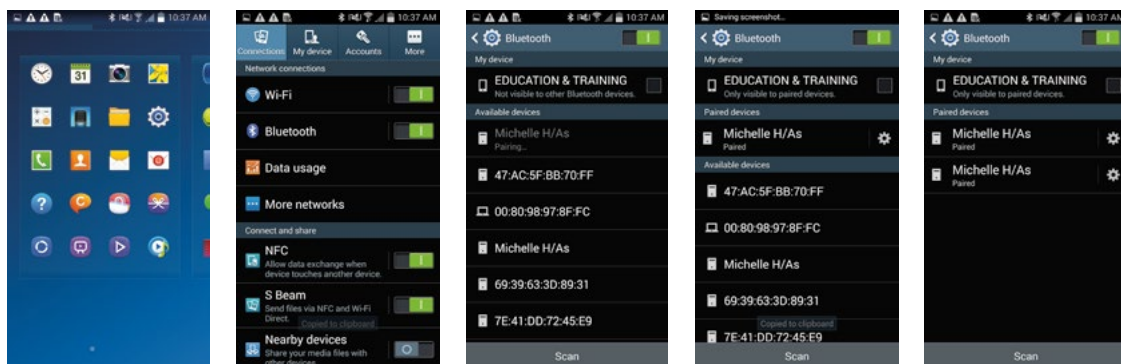 10:37 AM
31
10:37 AM
Connections
My device
Accounts
More
Network connections
Wi-Fi
Bluetooth
Data usage
More networks
Connect and share
NFC
Allow data exchange when
device touches another device.
S Beam
Send files via NFC and Wi-Fi
Direct.
Copied to clipboard
Nearby devices
Share your media files with
other devices
10:37 AM
Bluetooth
My device
EDUCATION & TRAINING
Not visible to other Bluetooth devices.
Available devices
Michelle H/As
Pairing...
47:AC:5F:BB:70:FF
00:80:98:97:8F:FC
Michelle H/As
69:39:63:3D:89:31
7E:41:DD:72:45:E9
Scan
Saving screenshot...
Bluetooth
My device
EDUCATION & TRAINING
Only visible to paired devices.
Paired devices
Michelle H/As
Paired
Available devices
47:AC:5F:BB:70:FF
00:80:98:97:8F:FC
Michelle H/As
69:39:63:3D:89:31
Copied to clipboard
7E:41:DD:72:45:E9
Scan
10:37 AM
Bluetooth
My device
EDUCATION & TRAINING
Only visible to paired devices.
Paired devices
Michelle H/As
Paired
Michelle H/As
Paired
Scan